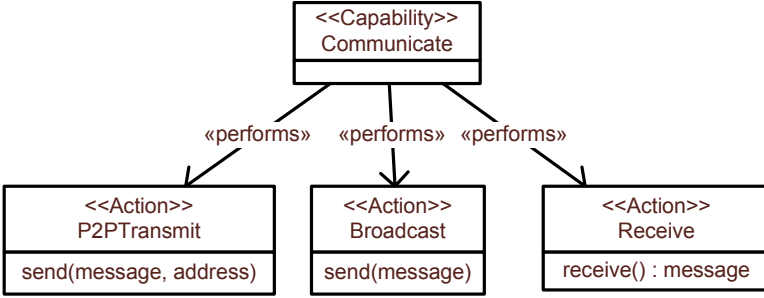 <<Capability>>
Communicate
«performs» «performs» «performs»
<<Action>>
P2PTransmit
send(message, address)
<<Action>>
Broadcast
send(message)
<<Action>>
Receive
receive() : message